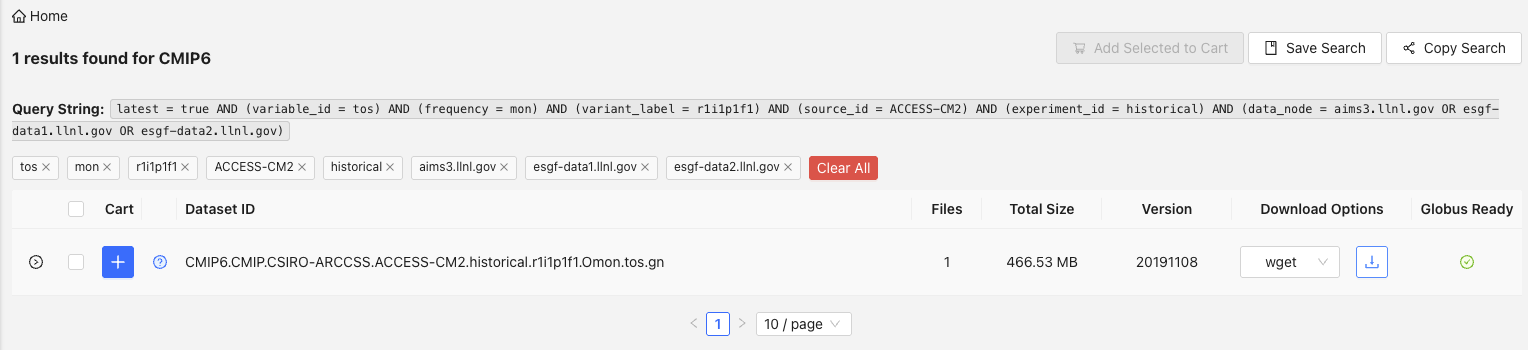 Home
1 results found for CMIP6
Add Selected to Cart
Save Search
Copy Search
Query String: latest = true AND (variable_id = tos) AND (frequency = mon) AND (variant_label = r1i1p1f1) AND (source_id = ACCESS-CM2) AND (experiment_id = historical) AND (data_node = aims3.llnl.gov OR esgf-
data1.llnl.gov OR esgf-data2.llnl.gov)
tos mon r1i1p1f1 ACCESS-CM2 historical aims3.llnl.gov esgf-data1.llnl.gov esgf-data2.llnl.gov Clear All
Cart Dataset ID Files Total Size Version Download Options Globus Ready
CMIP6.CMIP.CSIRO-ARCCSS.ACCESS-CM2.historical.r1i1p1f1.Omon.tos.gn 1 466.53 MB 20191108 wget
1 10 / page